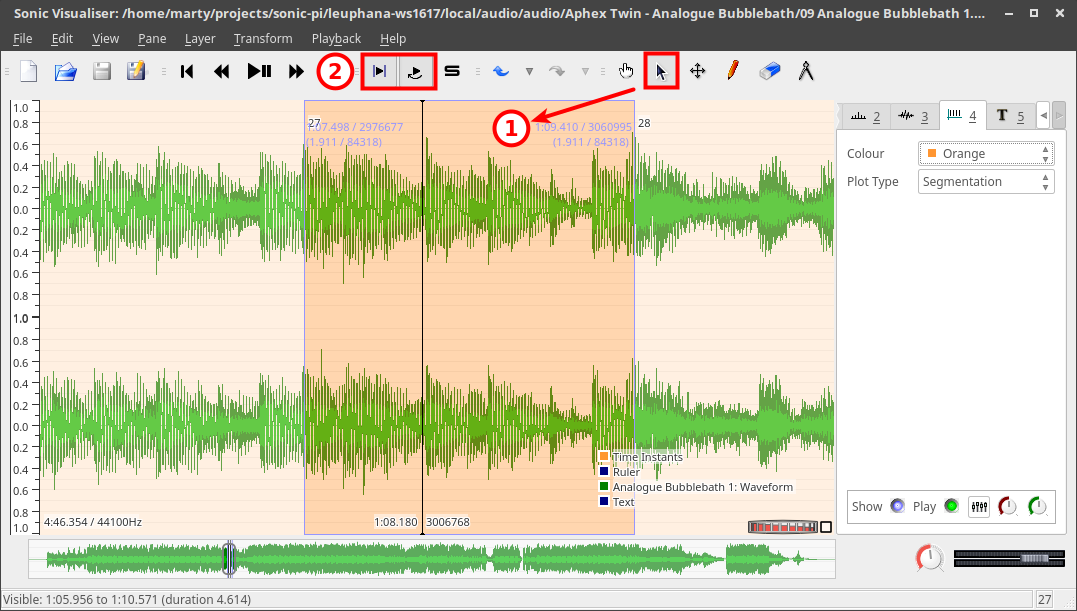 Sonic Visualiser: /home/marty/projects/sonic-pi/leuphana-ws1617/local/audio/audio/Aphex Twin - Analogue Bubblebath/09 Analogue Bubblebath 1....
File Edit View Pane Layer Transform Playback Help
2
1
1.0
0.8
0.6
0.4
0.2
0.0
0.2
0.4
0.6
0.8
1.0
0.8
0.6
0.4
0.2
0.0
0.2
0.4
0.6
0.8
1.0
27
1:07.498 / 2976677
(1.911 / 84318)
1:09.410 / 3060995
(1.911 / 84318)
28
Time Instants
Ruler
Analogue Bubblebath 1: Waveform
Text
4:46.354 / 44100Hz
1:08.180 3006768
2 3 4 T 5
Colour Orange
Plot Type Segmentation
Show Play
Visible: 1:05.956 to 1:10.571 (duration 4.614)
27